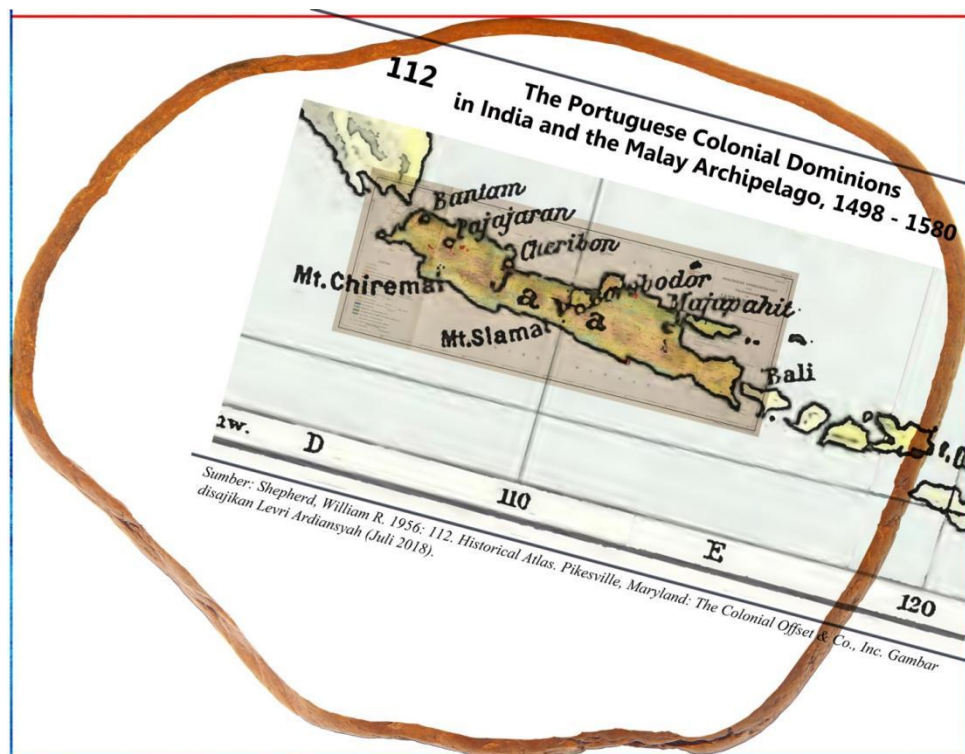 112
The Portuguese Colonial Dominions
in India and the Malay Archipelago, 1498 - 1580
Bantam
Pajajaran
Cheribon
Mt.Chiremai
Java
Borobodor
Majapahit
Mt.Slamat
Bali
D
110
E
120
Sumber: Shepherd, William R. 1956: 112. Historical Atlas. Pikesville, Maryland: The Colonial Offset & Co., Inc. Gambar
disajikan Levri Ardiansyah (Juli 2018).